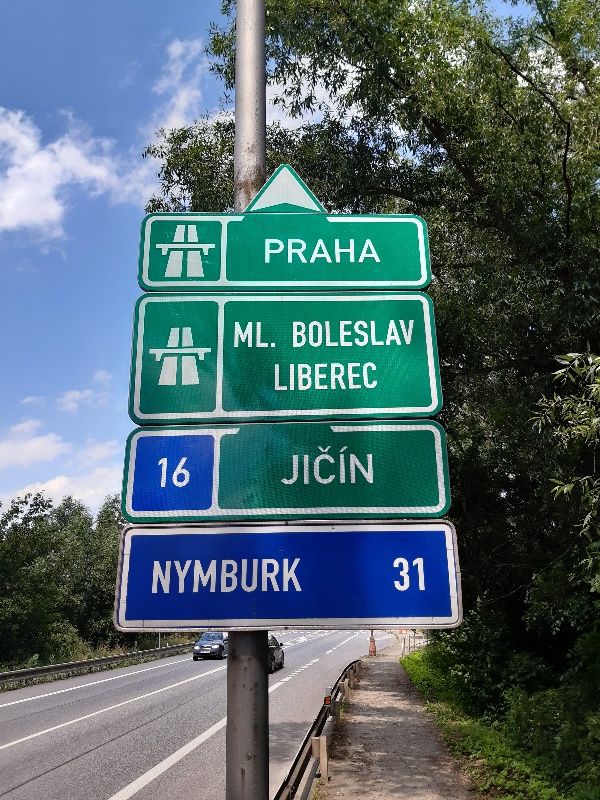 PRAHA
ML. BOLESLAV
LIBEREC
16 JIČÍN
NYMBURK 31